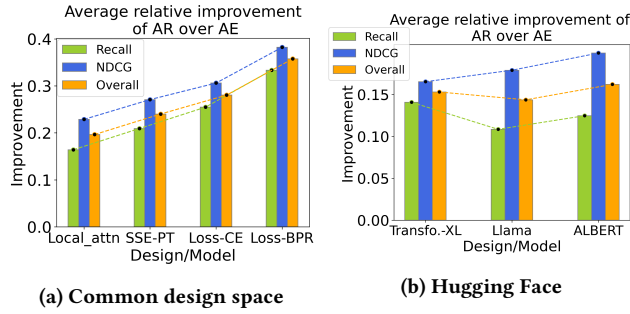 Average relative improvement
of AR over AE
Recall
NDCG
Overall
Improvement
0.4
0.3
0.2
0.1
0.0
Local_attn SSE-PT Loss-CE Loss-BPR
Design/Model
(a) Common design space
Average relative improvement of
AR over AE
Recall
NDCG
Overall
Improvement
0.15
0.10
0.05
0.00
Transfo.-XL Llama ALBERT
Design/Model
(b) Hugging Face